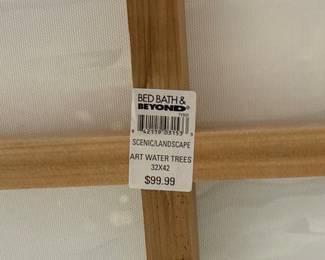 BED BATH &
BEYOND
SCENIC/LANDSCAPE
ART WATER TREES
32X42
$99.99